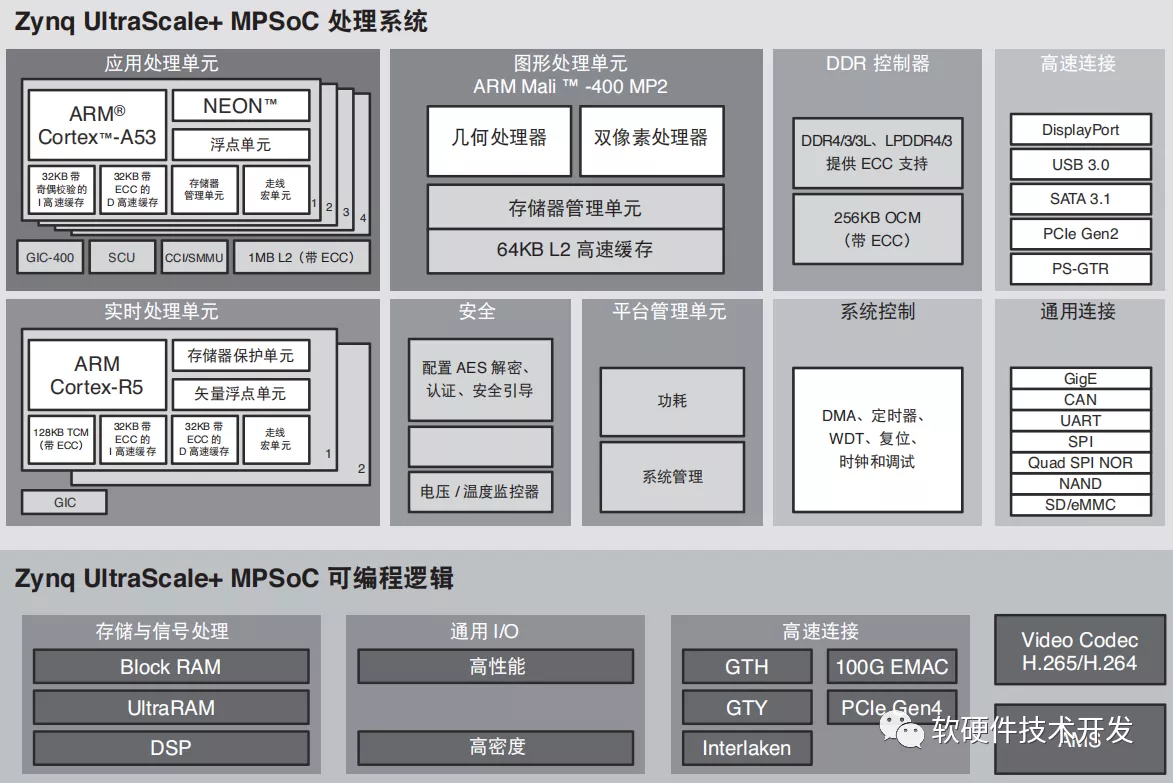 Zynq UltraScale+ MPSoC 处理系统
应用处理单元
ARM®
Cortex™-A53
NEON™
浮点单元
32KB 带
奇偶校验的
I 高速缓存
32KB 带
ECC 的
D 高速缓存
存储器
管理单元
走线
宏单元
1
2
3
4
GIC-400
SCU
CCI/SMMU
1MB L2（带 ECC）
图形处理单元
ARM Mali ™ -400 MP2
几何处理器
双像素处理器
存储器管理单元
64KB L2 高速缓存
DDR 控制器
DDR4/3/3L、LPDDR4/3
提供 ECC 支持
256KB OCM
（带 ECC）
高速连接
DisplayPort
USB 3.0
SATA 3.1
PCIe Gen2
PS-GTR
实时处理单元
ARM
Cortex-R5
存储器保护单元
矢量浮点单元
128KB TCM
（带 ECC）
32KB 带
ECC 的
I 高速缓存
32KB 带
ECC 的
D 高速缓存
走线
宏单元
1
2
GIC
安全
配置 AES 解密、
认证、安全引导
电压 / 温度监控器
平台管理单元
功耗
系统管理
系统控制
DMA、定时器、
WDT、复位、
时钟和调试
通用连接
GigE
CAN
UART
SPI
Quad SPI NOR
NAND
SD/eMMC
Zynq UltraScale+ MPSoC 可编程逻辑
存储与信号处理
Block RAM
UltraRAM
DSP
通用 I/O
高性能
高密度
高速连接
GTH
100G EMAC
GTY
PCIe Gen4
Interlaken
Video Codec
H.265/H.264
AMS
软硬件技术开发